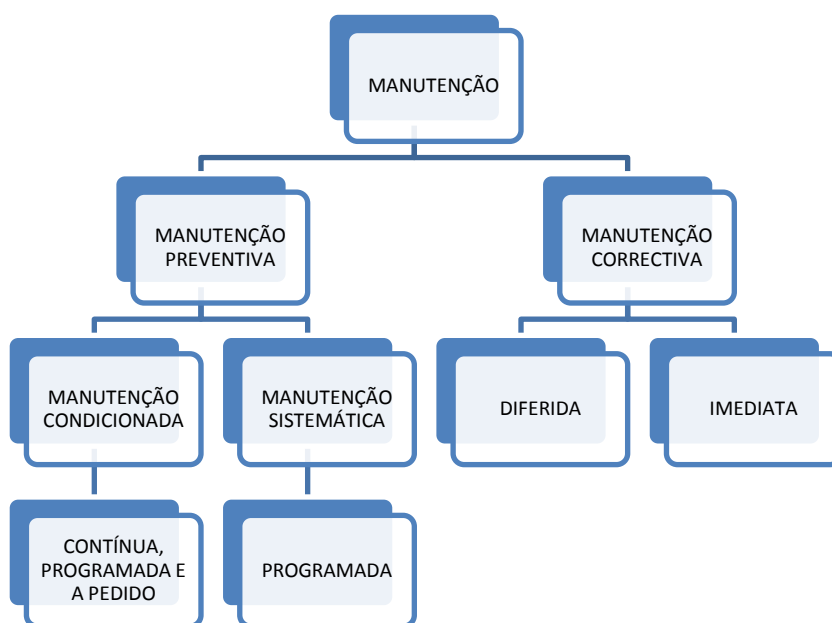 MANUTENÇÃO
MANUTENÇÃO
PREVENTIVA
MANUTENÇÃO
CORRECTIVA
MANUTENÇÃO
CONDICIONADA
MANUTENÇÃO
SISTEMÁTICA
DIFERIDA
IMEDIATA
CONTÍNUA,
PROGRAMADA E
A PEDIDO
PROGRAMADA